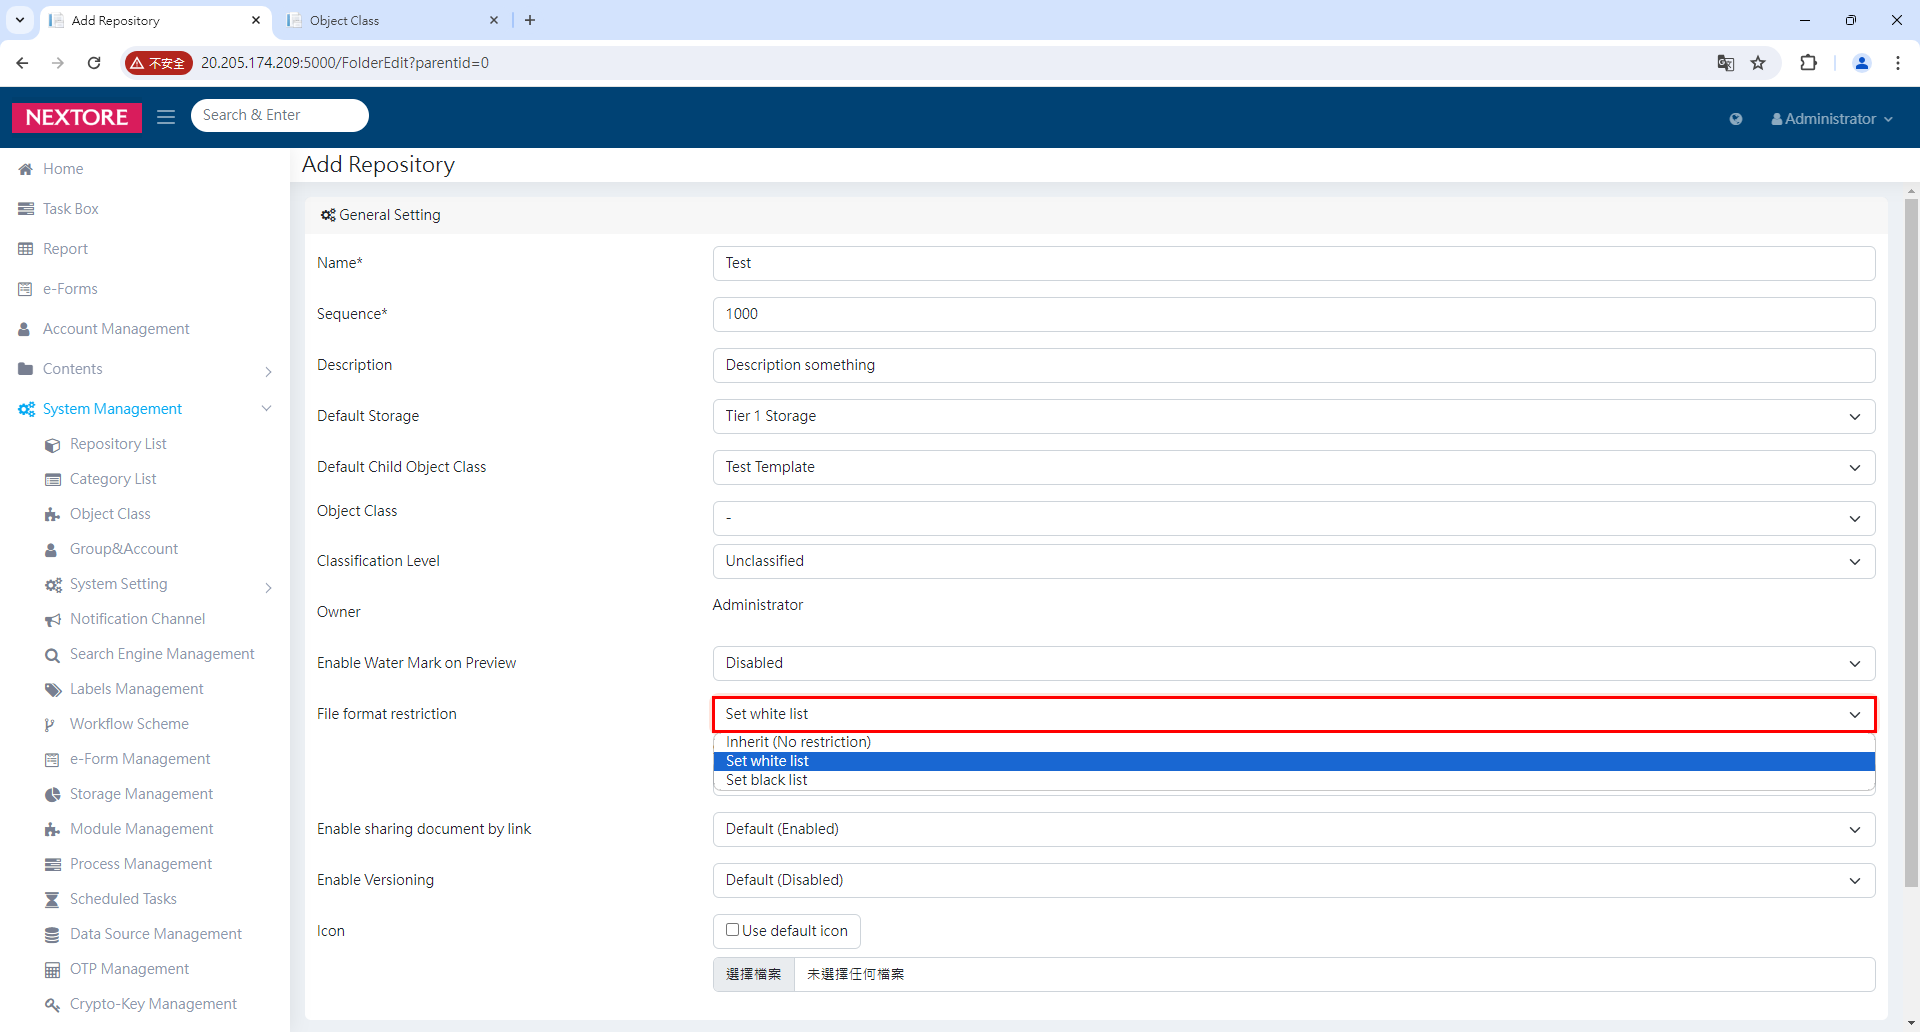 Add Repository
Object Class
不安全
20.205.174.209:5000/FolderEdit?parentid=0
NEXTORE
Search & Enter
Administrator
Home
Task Box
Report
e-Forms
Account Management
Contents
System Management
Repository List
Category List
Object Class
Group&Account
System Setting
Notification Channel
Search Engine Management
Labels Management
Workflow Scheme
e-Form Management
Storage Management
Module Management
Process Management
Scheduled Tasks
Data Source Management
OTP Management
Crypto-Key Management
Add Repository
General Setting
Name*
Test
Sequence*
1000
Description
Description something
Default Storage
Tier 1 Storage
Default Child Object Class
Test Template
Object Class
-
Classification Level
Unclassified
Owner
Administrator
Enable Water Mark on Preview
Disabled
File format restriction
Set white list
Inherit (No restriction)
Set white list
Set black list
Enable sharing document by link
Default (Enabled)
Enable Versioning
Default (Disabled)
Icon
Use default icon
選擇檔案
未選擇任何檔案